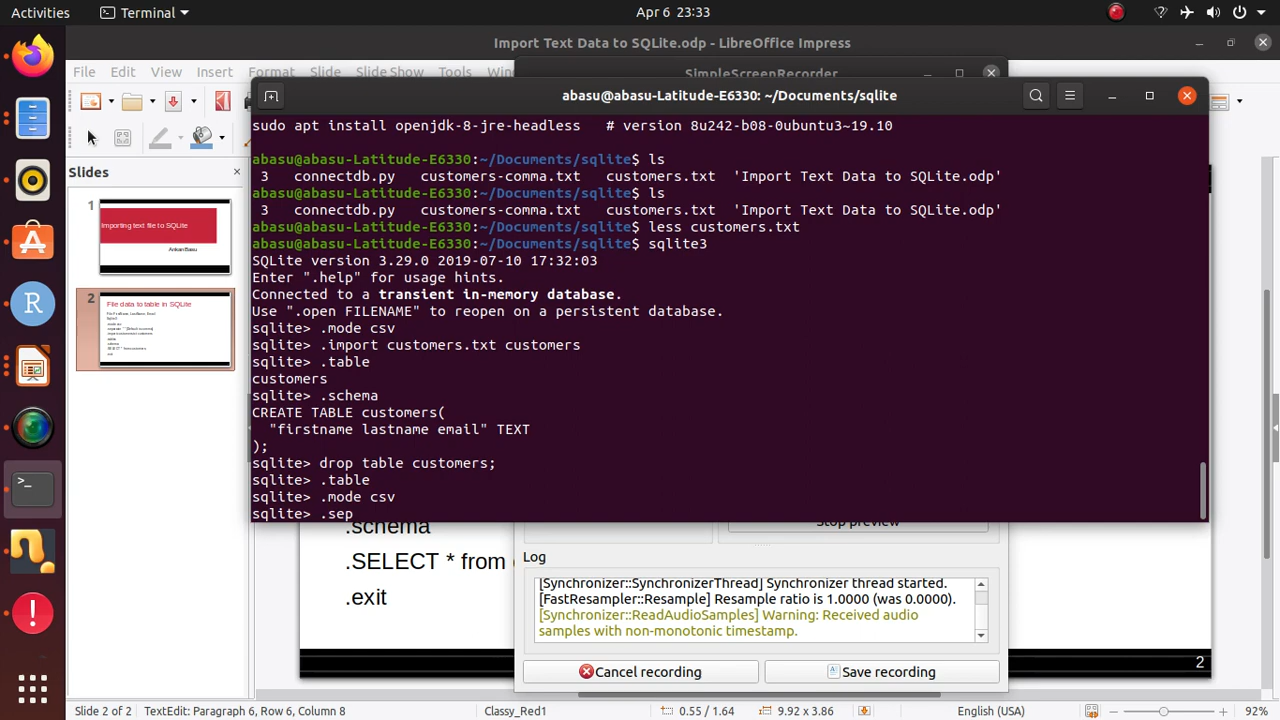 Activities
Terminal
Apr 6 23:33
Import Text Data to SQLite.odp - LibreOffice Impress
File Edit View Insert Format Slide Slide Show Tools
SimpleScreenRecorder
abasu@abasu-Latitude-E6330: ~/Documents/sqlite
sudo apt install openjdk-8-jre-headless # version 8u242-b08-0ubuntu3~19.10
abasu@abasu-Latitude-E6330:~/Documents/sqlite$ ls
3 connectdb.py customers-comma.txt customers.txt 'Import Text Data to SQLite.odp'
abasu@abasu-Latitude-E6330:~/Documents/sqlite$ ls
3 connectdb.py customers-comma.txt customers.txt 'Import Text Data to SQLite.odp'
abasu@abasu-Latitude-E6330:~/Documents/sqlite$ less customers.txt
abasu@abasu-Latitude-E6330:~/Documents/sqlite$ sqlite3
SQLite version 3.29.0 2019-07-10 17:32:03
Enter ".help" for usage hints.
Connected to a transient in-memory database.
Use ".open FILENAME" to reopen on a persistent database.
sqlite> .mode csv
sqlite> .import customers.txt customers
sqlite> .table
customers
sqlite> .schema
CREATE TABLE customers(
"firstname lastname email" TEXT
);
sqlite> drop table customers;
sqlite> .table
sqlite> .mode csv
sqlite> .sep
Slides
1
Importing text file to SQLite
Ankan Basu
2
File data to table in SQLite
.schema
.SELECT * from
.exit
Stop preview
Log
[Synchronizer::SynchronizerThread] Synchronizer thread started.
[FastResampler::Resample] Resample ratio is 1.0000 (was 0.0000).
[Synchronizer::ReadAudioSamples] Warning: Received audio
samples with non-monotonic timestamp.
Cancel recording
Save recording
2
Slide 2 of 2
TextEdit: Paragraph 6, Row 6, Column 8
Classy_Red1
0.55 / 1.64
9.92 x 3.86
English (USA)
92%